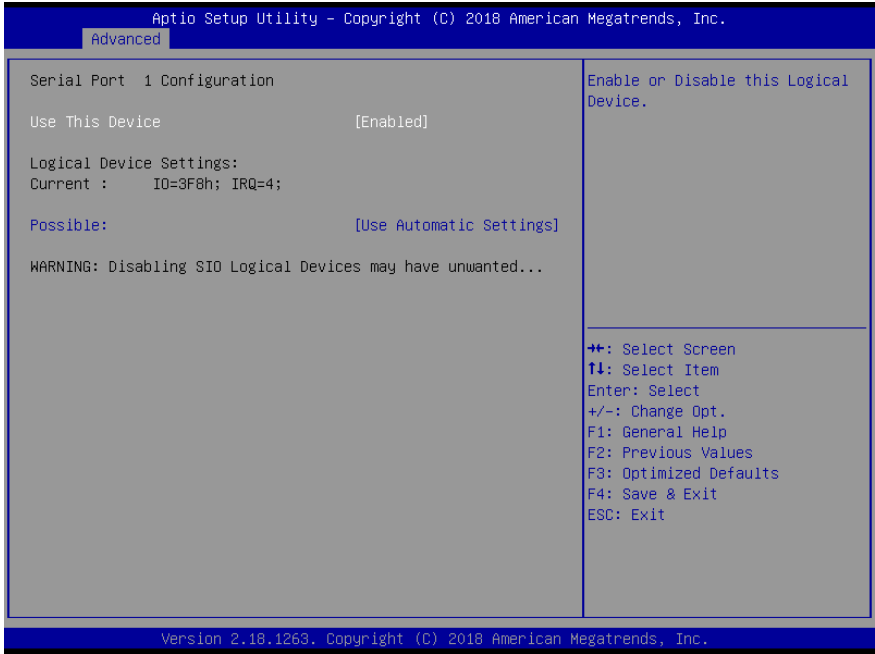 Aptio Setup Utility – Copyright (C) 2018 American Megatrends, Inc.
Advanced
Serial Port 1 Configuration
Use This Device [Enabled]
Logical Device Settings:
Current : IO=3F8h; IRQ=4;
Possible: [Use Automatic Settings]
WARNING: Disabling SIO Logical Devices may have unwanted...
Enable or Disable this Logical
Device.
→←: Select Screen
↑↓: Select Item
Enter: Select
+/-: Change Opt.
F1: General Help
F2: Previous Values
F3: Optimized Defaults
F4: Save & Exit
ESC: Exit
Version 2.18.1263. Copyright (C) 2018 American Megatrends, Inc.